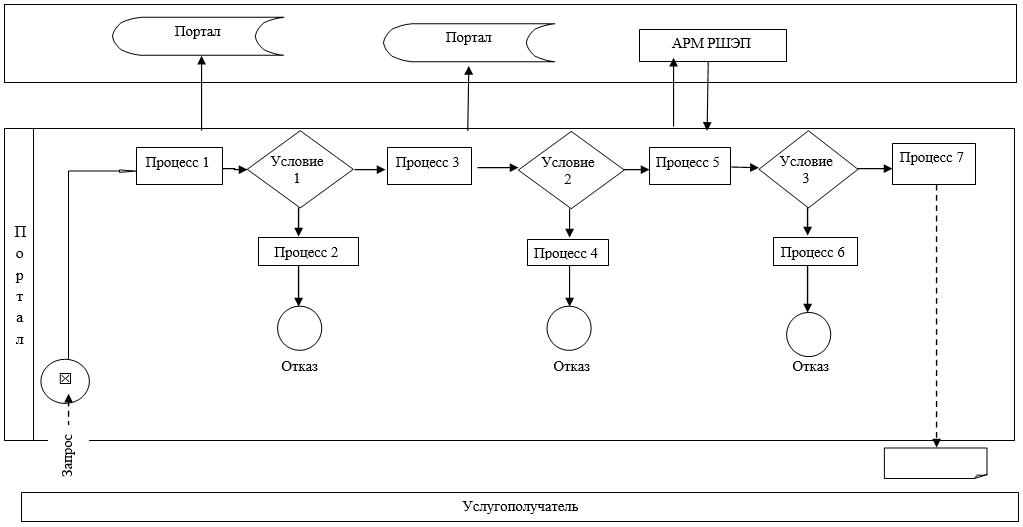 Портал
Портал
АРМ РШЭП
Портал
Процесс 1
Условие
1
Процесс 3
Условие
2
Процесс 5
Условие
3
Процесс 7
Процесс 2
Процесс 4
Процесс 6
Отказ
Отказ
Отказ
Запрос
Услугополучатель